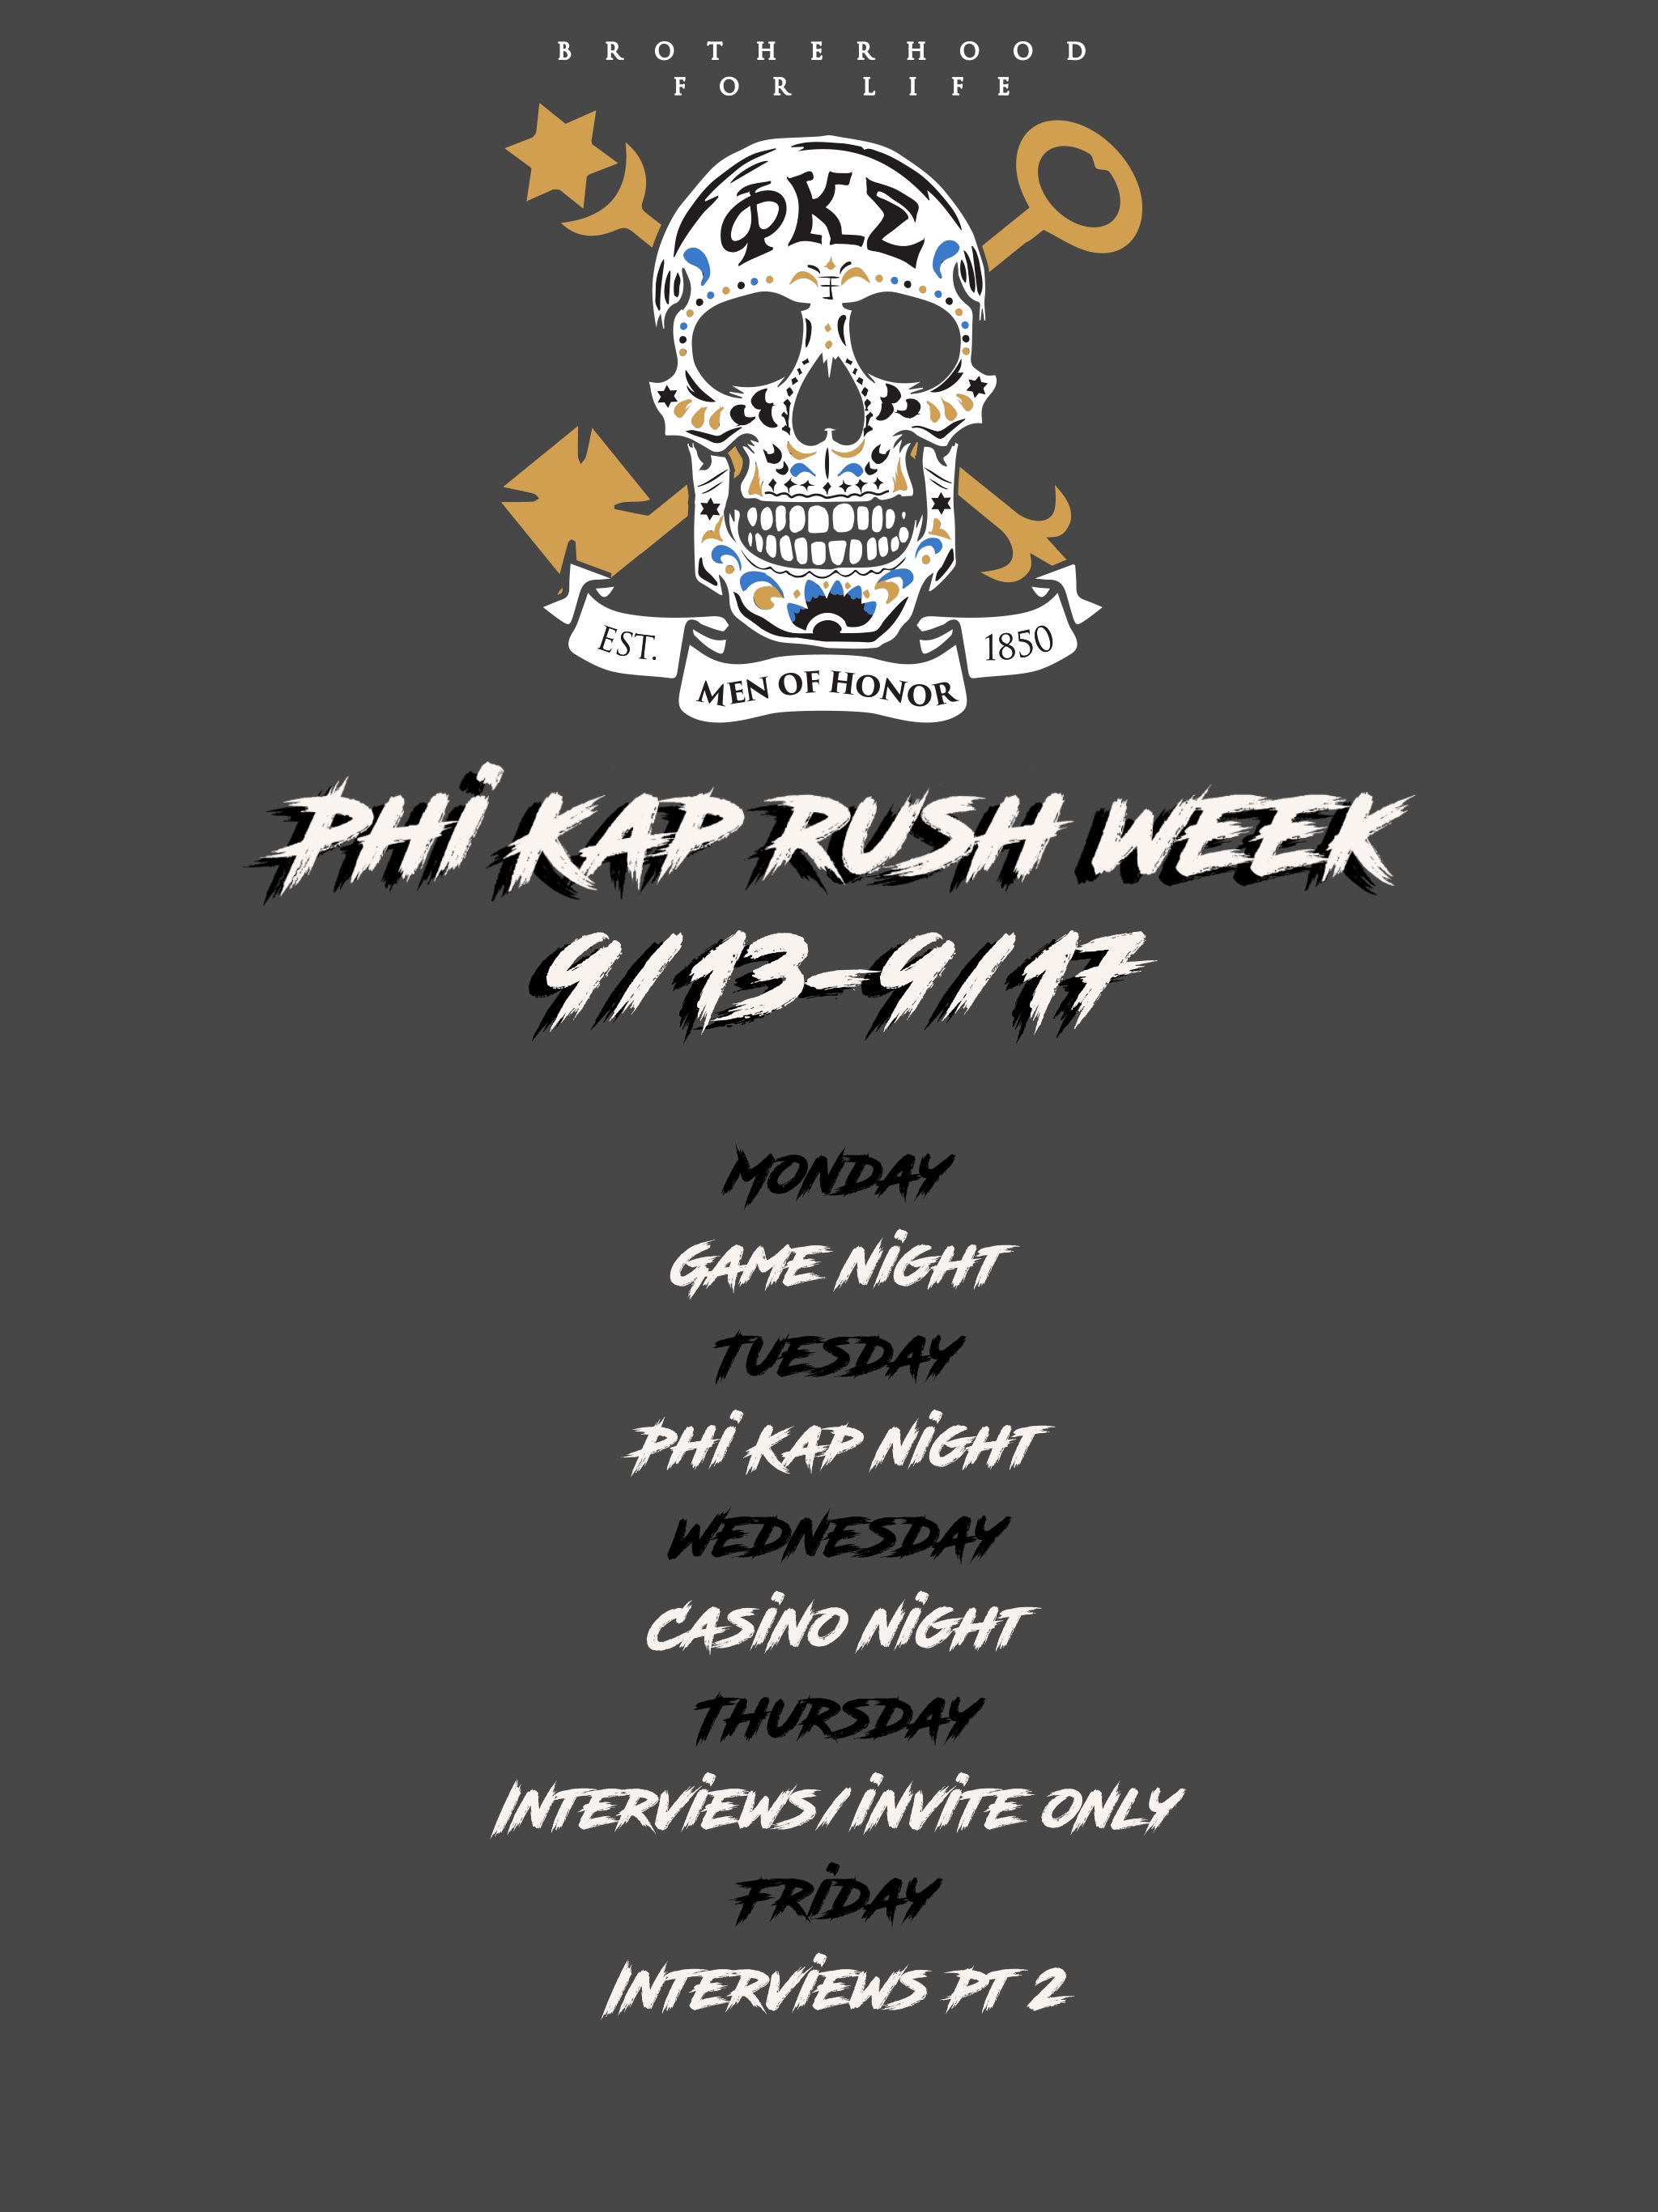 BROTHERHOOD
FOR LIFE
ΦΚΣ
EST.
1850
MEN OF HONOR
PHI KAP RUSH WEEK
9/13-9/17
MONDAY
GAME NIGHT
TUESDAY
PHI KAP NIGHT
WEDNESDAY
CASINO NIGHT
THURSDAY
INTERVIEWS/INVITE ONLY
FRIDAY
INTERVIEWS PT 2